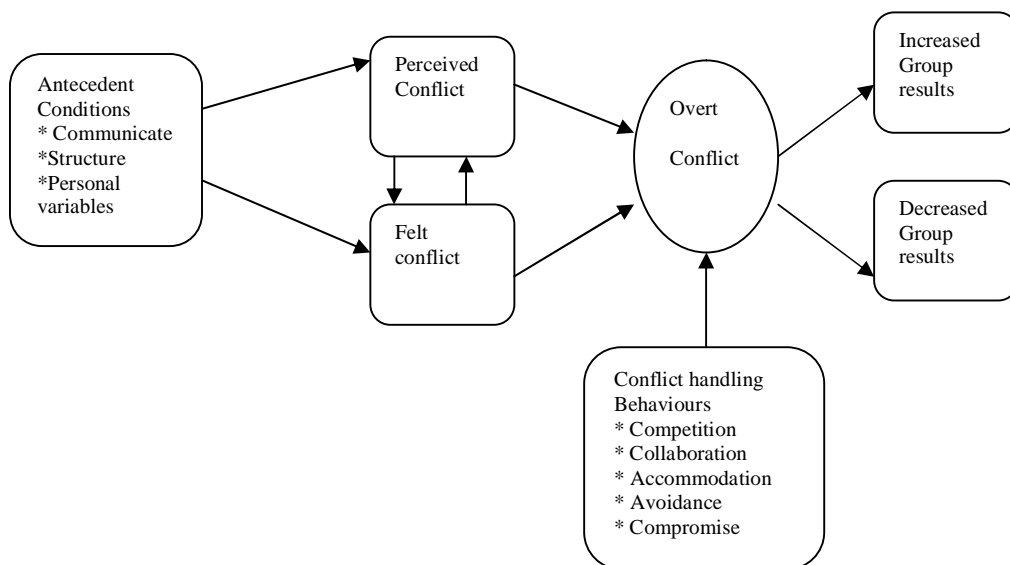 Antecedent
Conditions
* Communicate
*Structure
*Personal
variables
Perceived
Conflict
Felt
conflict
Overt
Conflict
Increased
Group
results
Decreased
Group
results
Conflict handling
Behaviours
* Competition
* Collaboration
* Accommodation
* Avoidance
* Compromise